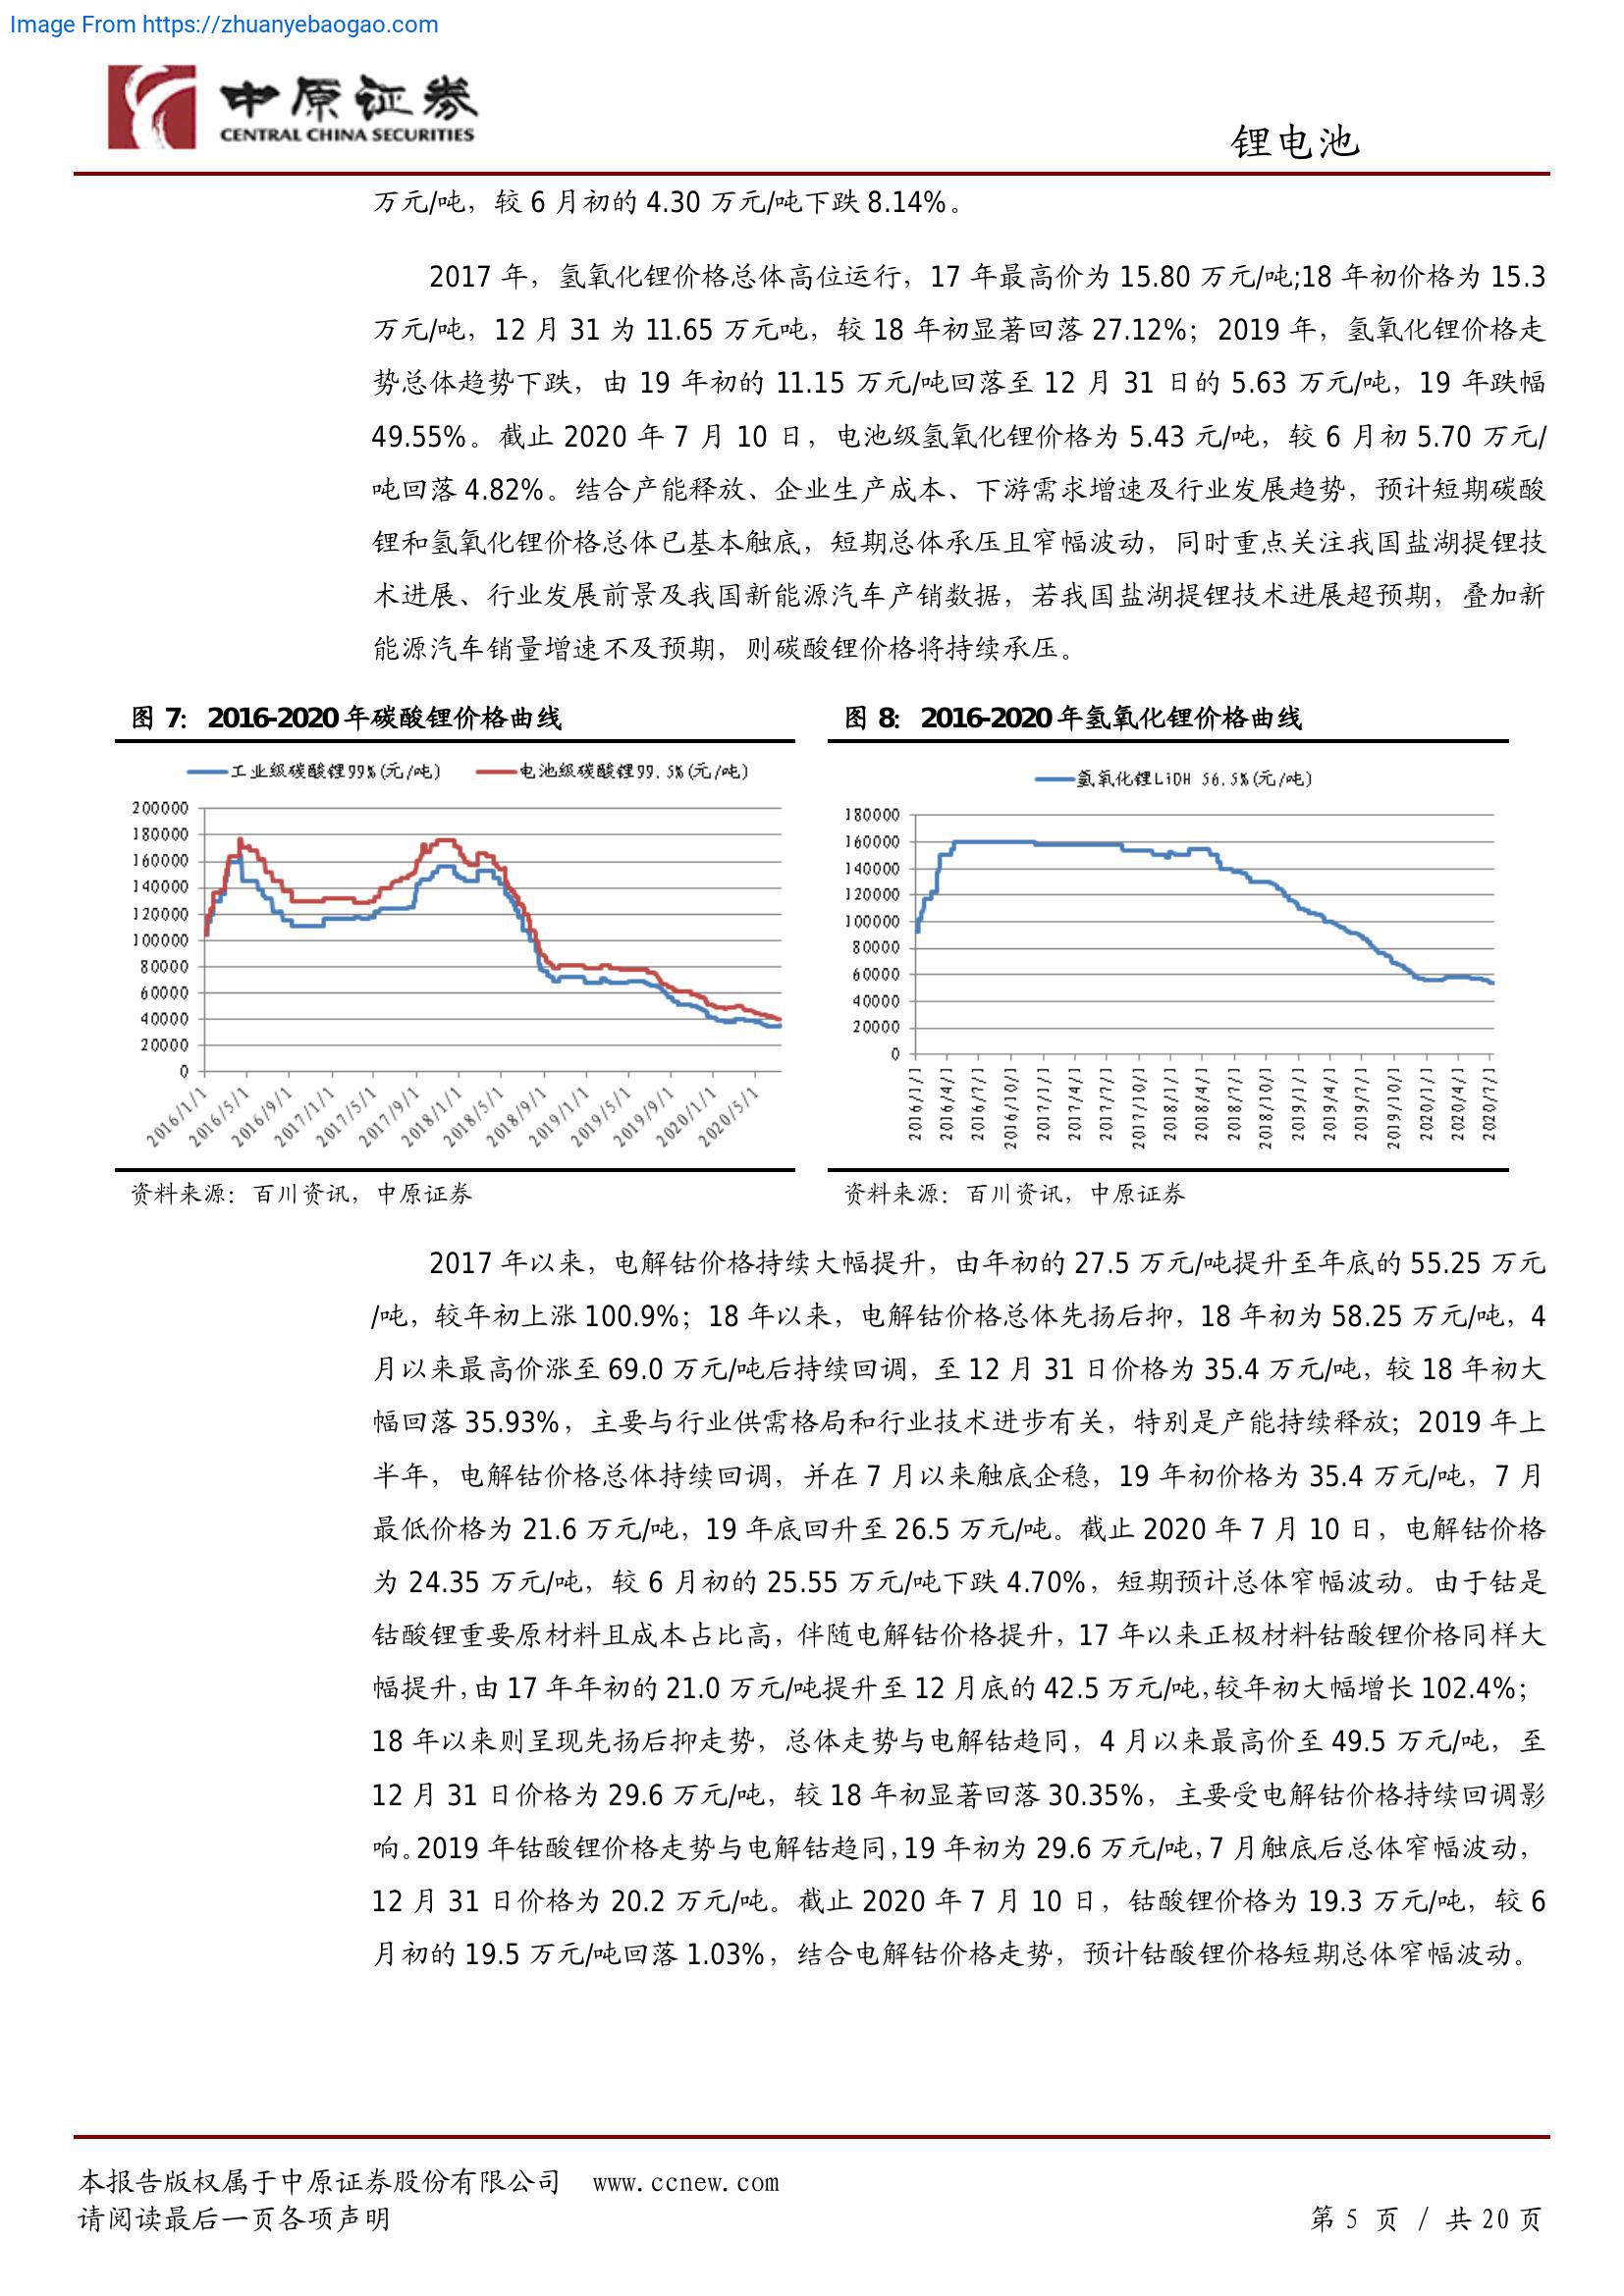 Image From https://zhuanyebaogao.com
中原证券
CENTRAL CHINA SECURITIES
锂电池
万元/吨，较 6 月初的 4.30 万元/吨下跌 8.14%。
2017 年，氢氧化锂价格总体高位运行，17 年最高价为 15.80 万元/吨;18 年初价格为 15.3
万元/吨，12 月 31 为 11.65 万元吨，较 18 年初显著回落 27.12%；2019 年，氢氧化锂价格走
势总体趋势下跌，由 19 年初的 11.15 万元/吨回落至 12 月 31 日的 5.63 万元/吨，19 年跌幅
49.55%。截止 2020 年 7 月 10 日，电池级氢氧化锂价格为 5.43 元/吨，较 6 月初 5.70 万元/
吨回落 4.82%。结合产能释放、企业生产成本、下游需求增速及行业发展趋势，预计短期碳酸
锂和氢氧化锂价格总体已基本触底，短期总体承压且窄幅波动，同时重点关注我国盐湖提锂技
术进展、行业发展前景及我国新能源汽车产销数据，若我国盐湖提锂技术进展超预期，叠加新
能源汽车销量增速不及预期，则碳酸锂价格将持续承压。
图 7：2016-2020 年碳酸锂价格曲线
工业级碳酸锂99%(元/吨) 电池级碳酸锂99.5%(元/吨)
200000
180000
160000
140000
120000
100000
80000
60000
40000
20000
0
2016/1/1 2016/5/1 2016/9/1 2017/1/1 2017/5/1 2017/9/1 2018/1/1 2018/5/1 2018/9/1 2019/1/1 2019/5/1 2019/9/1 2020/1/1 2020/5/1
资料来源：百川资讯，中原证券
图 8：2016-2020 年氢氧化锂价格曲线
氢氧化锂LiOH 56.5%(元/吨)
180000
160000
140000
120000
100000
80000
60000
40000
20000
0
2016/1/1 2016/4/1 2016/7/1 2016/10/1 2017/1/1 2017/4/1 2017/7/1 2017/10/1 2018/1/1 2018/4/1 2018/7/1 2018/10/1 2019/1/1 2019/4/1 2019/7/1 2019/10/1 2020/1/1 2020/4/1 2020/7/1
资料来源：百川资讯，中原证券
2017 年以来，电解钴价格持续大幅提升，由年初的 27.5 万元/吨提升至年底的 55.25 万元
/吨，较年初上涨 100.9%；18 年以来，电解钴价格总体先扬后抑，18 年初为 58.25 万元/吨，4
月以来最高价涨至 69.0 万元/吨后持续回调，至 12 月 31 日价格为 35.4 万元/吨，较 18 年初大
幅回落 35.93%，主要与行业供需格局和行业技术进步有关，特别是产能持续释放；2019 年上
半年，电解钴价格总体持续回调，并在 7 月以来触底企稳，19 年初价格为 35.4 万元/吨，7 月
最低价格为 21.6 万元/吨，19 年底回升至 26.5 万元/吨。截止 2020 年 7 月 10 日，电解钴价格
为 24.35 万元/吨，较 6 月初的 25.55 万元/吨下跌 4.70%，短期预计总体窄幅波动。由于钴是
钴酸锂重要原材料且成本占比高，伴随电解钴价格提升，17 年以来正极材料钴酸锂价格同样大
幅提升，由 17 年年初的 21.0 万元/吨提升至 12 月底的 42.5 万元/吨，较年初大幅增长 102.4%；
18 年以来则呈现先扬后抑走势，总体走势与电解钴趋同，4 月以来最高价至 49.5 万元/吨，至
12 月 31 日价格为 29.6 万元/吨，较 18 年初显著回落 30.35%，主要受电解钴价格持续回调影
响。2019 年钴酸锂价格走势与电解钴趋同，19 年初为 29.6 万元/吨，7 月触底后总体窄幅波动，
12 月 31 日价格为 20.2 万元/吨。截止 2020 年 7 月 10 日，钴酸锂价格为 19.3 万元/吨，较 6
月初的 19.5 万元/吨回落 1.03%，结合电解钴价格走势，预计钴酸锂价格短期总体窄幅波动。
本报告版权属于中原证券股份有限公司 www.ccnew.com
请阅读最后一页各项声明
第 5 页 / 共 20 页